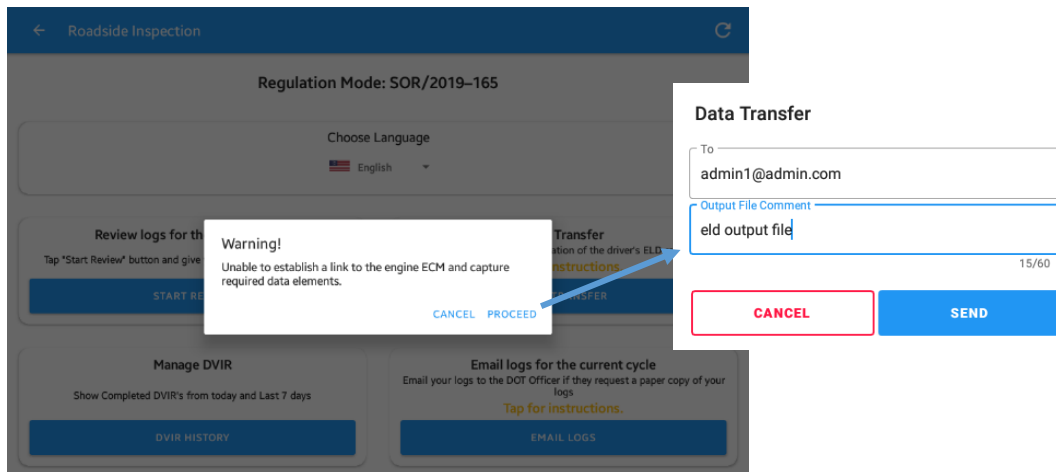 Roadside Inspection
Regulation Mode: SOR/2019–165
Choose Language
English
Review logs for th
Tap "Start Review" button and give
START RE
Transfer
ation of the driver's ELD
nstructions
TRANSFER
Warning!
Unable to establish a link to the engine ECM and capture
required data elements.
CANCEL PROCEED
Manage DVIR
Show Completed DVIR's from today and Last 7 days
DVIR HISTORY
Email logs for the current cycle
Email your logs to the DOT Officer if they request a paper copy of your
logs
Tap for instructions.
EMAIL LOGS
Data Transfer
To
admin1@admin.com
Output File Comment
eld output file
15/60
CANCEL
SEND